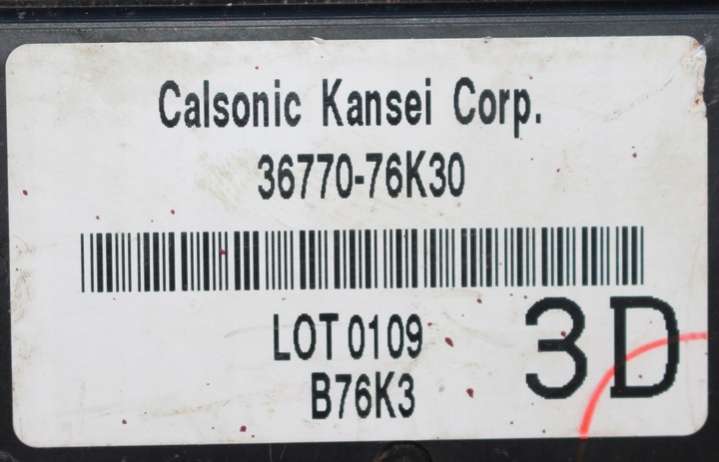 Calsonic Kansei Corp.
36770-76K30
LOT 0109
B76K3
3D